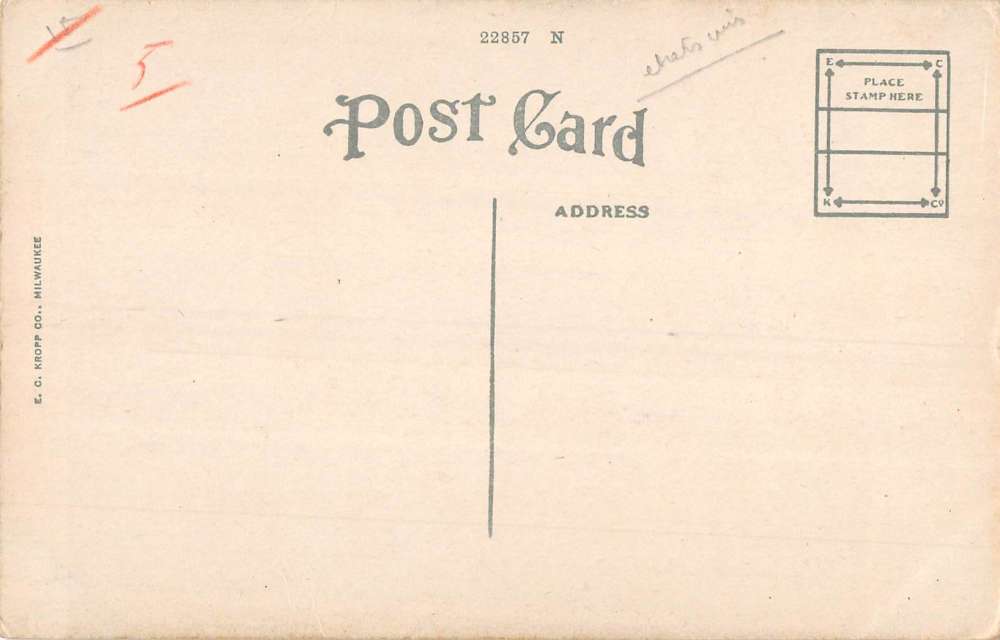 22857 N
5
POST CARD
PLACE
STAMP HERE
E C
K Co
ADDRESS
E. C. KROPP CO., MILWAUKEE